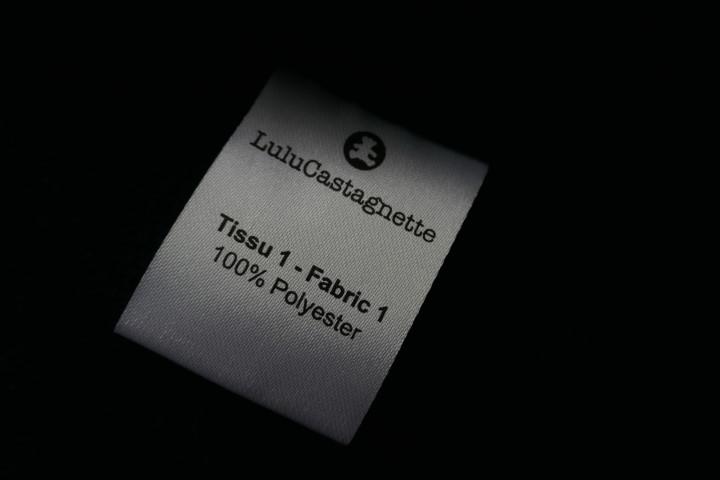 LuluCastagnette
Tissu 1 - Fabric 1
100% Polyester